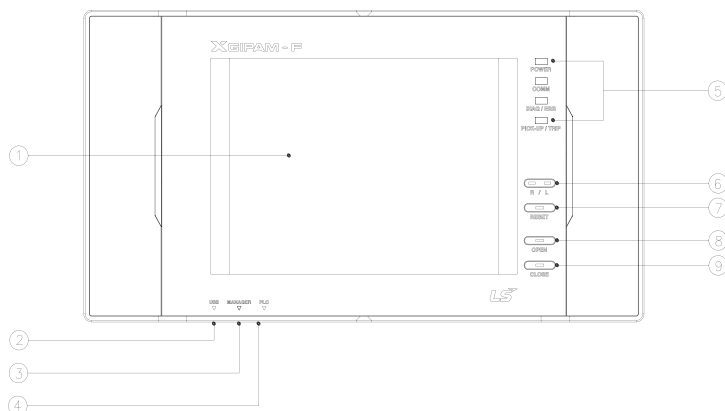 XGIPAM-F
POWER
COMM
DIAG / ERR
PICK-UP / TRIP
5
1
R / L
6
RESET
7
OPEN
8
CLOSE
9
LS
USB MANAGER PLC
2
3
4